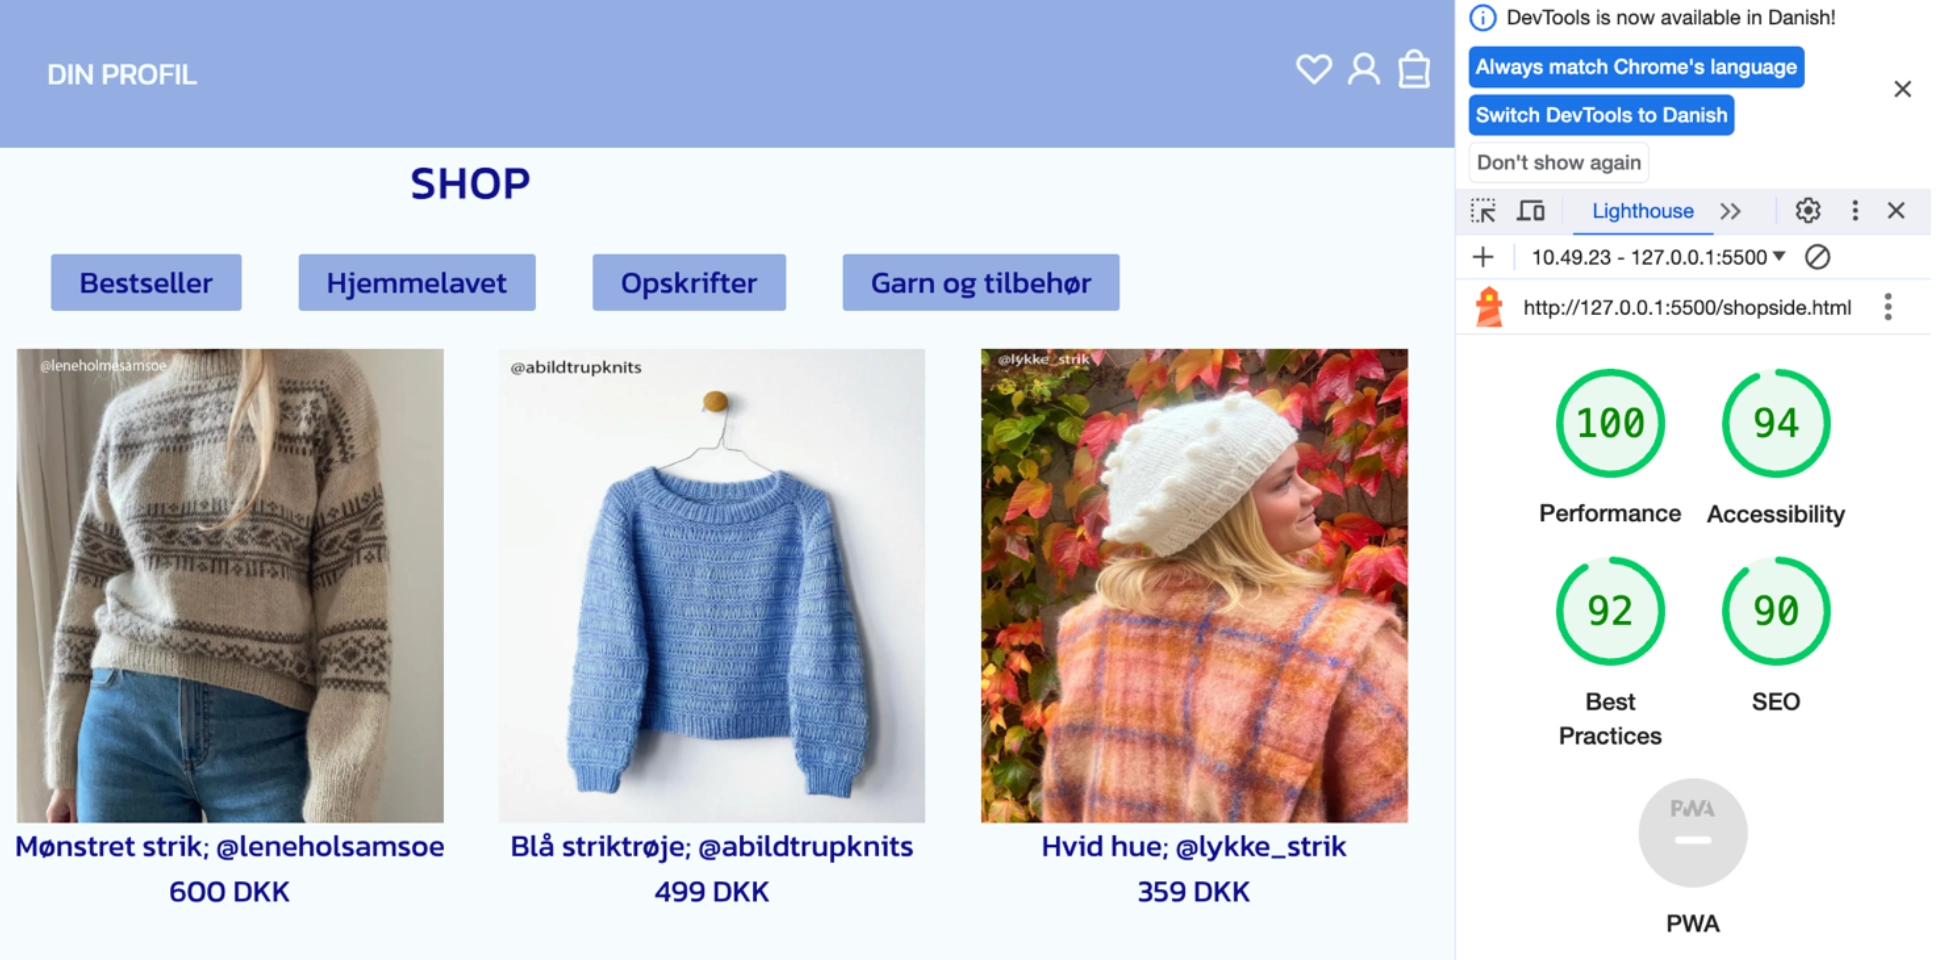 DIN PROFIL
SHOP
Bestseller
Hjemmelavet
Opskrifter
Garn og tilbehør
@leneholmesamsoe
@abildtrupknits
@lykke_strik
Mønstret strik; @leneholsamsoe
600 DKK
Blå striktrøje; @abildtrupknits
499 DKK
Hvid hue; @lykke_strik
359 DKK
DevTools is now available in Danish!
Always match Chrome's language
Switch DevTools to Danish
Don't show again
Lighthouse
10.49.23 - 127.0.0.1:5500
http://127.0.0.1:5500/shopside.html
100
Performance
94
Accessibility
92
Best
Practices
90
SEO
PWA
PWA